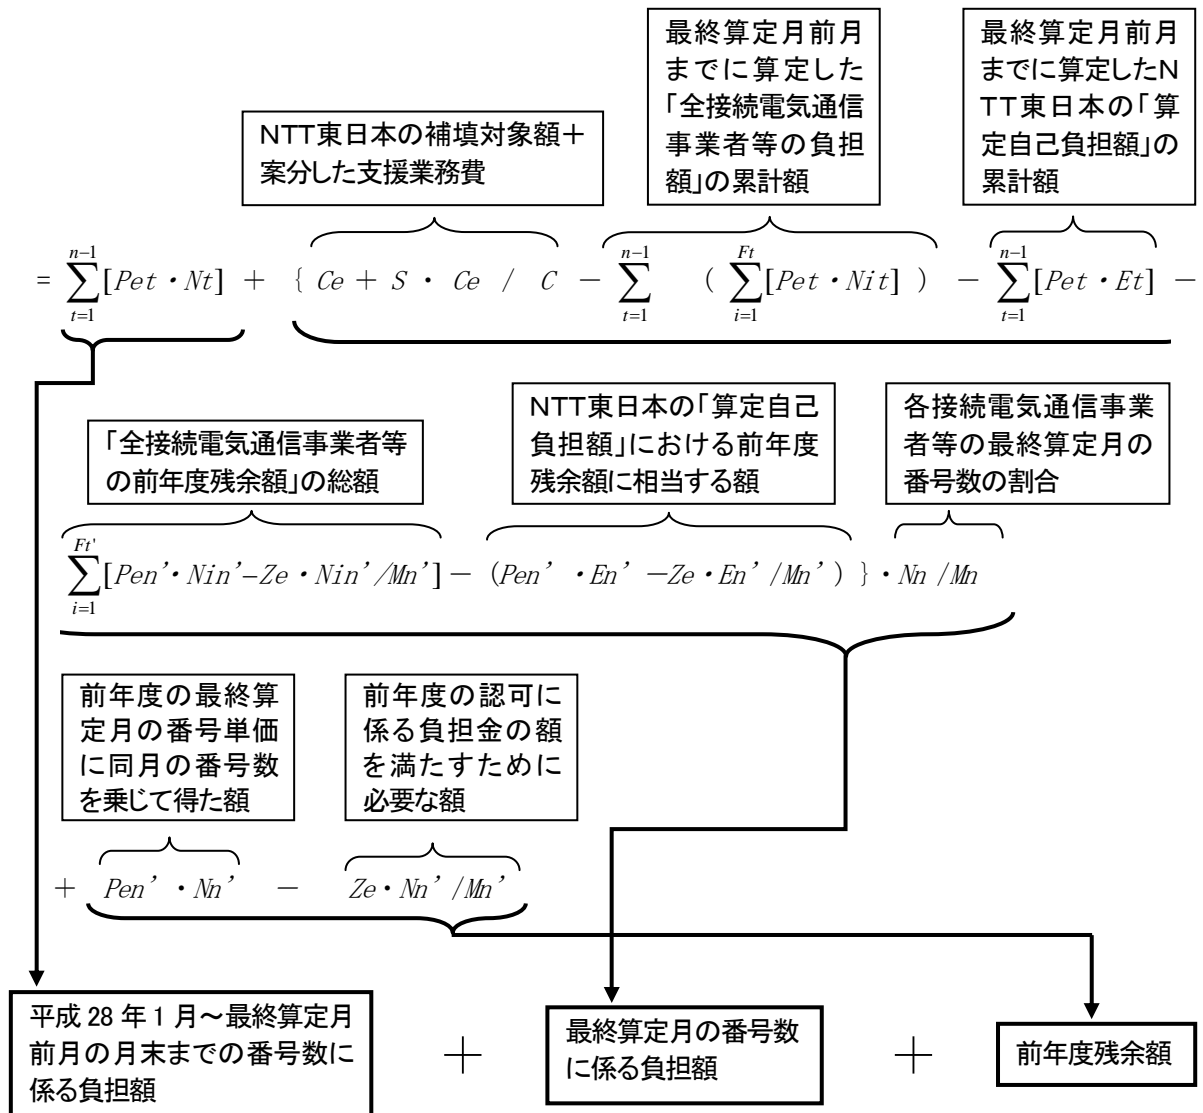 最終算定月前月
までに算定した
「全接続電気通信
事業者等の負担
額」の累計額
最終算定月前月
までに算定したN
TT東日本の「算
定自己負担額」の
累計額
NTT東日本の補填対象額＋
案分した支援業務費
n−1 n−1 Ft n−1
= ∑[Pet・Nt] + { Ce + S ・ Ce / C − ∑ ( ∑[Pet・Nit] ) − ∑[Pet・Et] −
t=1 t=1 i=1 t=1
「全接続電気通信事業者等
の前年度残余額」の総額
NTT東日本の「算定自己
負担額」における前年度
残余額に相当する額
各接続電気通信事業
者等の最終算定月の
番号数の割合
Ft'
∑[Pen’・Nin’−Ze・Nin’/Mn’] − (Pen’・En’−Ze・En’/Mn’) }・Nn/Mn
i=1
前年度の最終算
定月の番号単価
に同月の番号数
を乗じて得た額
前年度の認可に
係る負担金の額
を満たすために
必要な額
＋ Pen’・Nn’ − Ze・Nn’/Mn’
平成 28 年 1 月～最終算定月
前月の月末までの番号数に
係る負担額
＋
最終算定月の番号数
に係る負担額
＋
前年度残余額